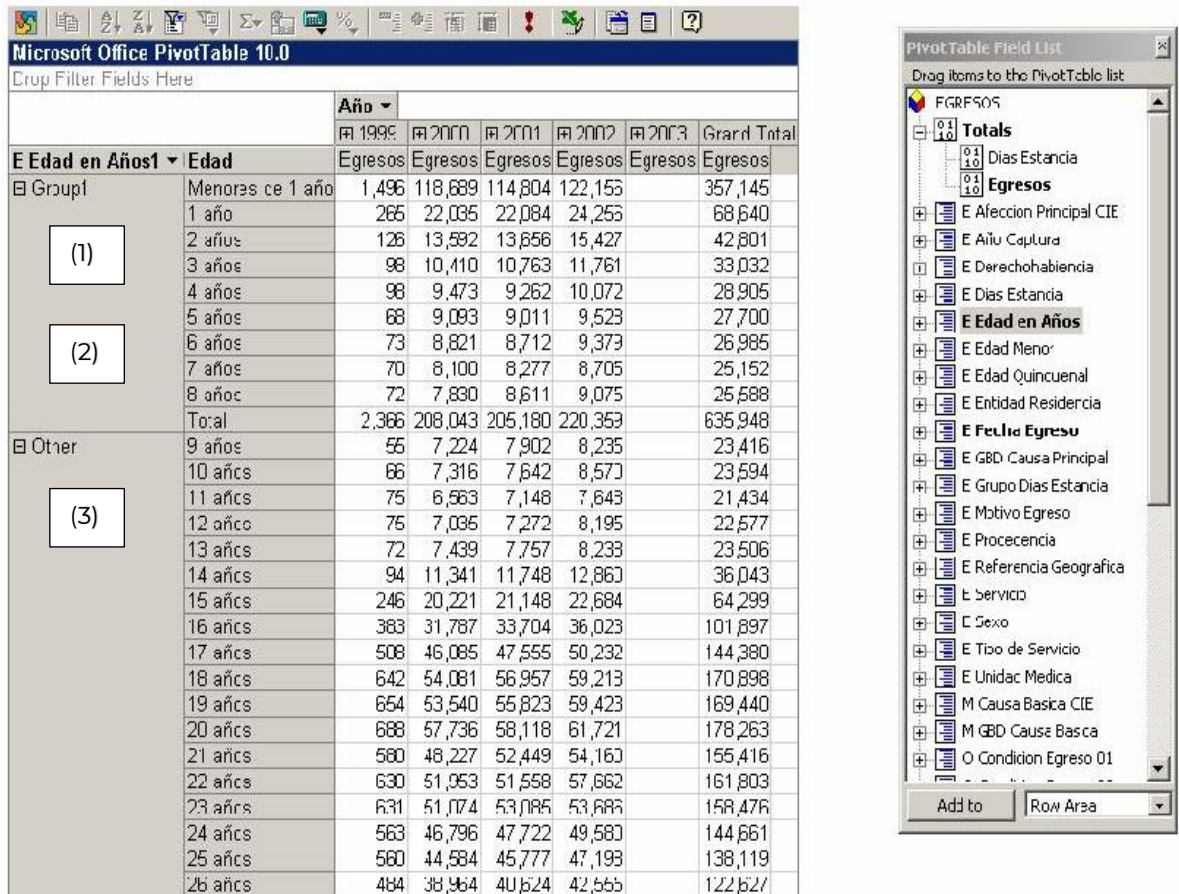 Microsoft Office PivotTable 10.0
Drop Filter Fields Here
Año
1999 2000 2001 2002 2003 Grand Total
E Edad en Años1 Edad Egresos Egresos Egresos Egresos Egresos Egresos
Group1 Menores de 1 año 1,496 118,689 114,804 122,156 357,145
1 año 265 22,035 22,084 24,256 68,640
2 años 126 13,592 13,656 15,427 42,801
(1)
3 años 98 10,410 10,763 11,761 33,032
4 años 98 9,473 9,262 10,072 28,905
5 años 68 9,093 9,011 9,528 27,700
6 años 73 8,821 8,712 9,379 26,985
(2)
7 años 70 8,100 8,277 8,705 25,152
8 años 72 7,830 8,611 9,075 25,588
Total 2,366 208,043 205,180 220,359 635,948
Other 9 años 55 7,224 7,902 8,235 23,416
10 años 66 7,316 7,642 8,570 23,594
11 años 75 6,563 7,148 7,648 21,434
(3)
12 años 75 7,035 7,272 8,195 22,577
13 años 72 7,439 7,757 8,238 23,506
14 años 94 11,341 11,748 12,860 36,043
15 años 246 20,221 21,148 22,684 64,299
16 años 383 31,787 33,704 36,023 101,897
17 años 508 46,085 47,555 50,232 144,380
18 años 642 54,081 56,957 59,218 170,898
19 años 654 53,540 55,823 59,423 169,440
20 años 688 57,736 58,118 61,721 178,263
21 años 580 48,227 52,449 54,160 155,416
22 años 630 51,953 51,558 57,662 161,803
23 años 631 51,074 53,085 53,686 158,476
24 años 563 46,796 47,722 49,580 144,661
25 años 560 44,584 45,777 47,198 138,119
26 años 484 38,964 40,624 42,555 122,627
PivotTable Field List
Drag items to the PivotTable list
EGRESOS
Totals
Dias Estancia
Egresos
E Afeccion Principal CIE
E Año Captura
E Derechohabiencia
E Dias Estancia
E Edad en Años
E Edad Menor
E Edad Quincuenal
E Entidad Residencia
E Fecha Egreso
E GBD Causa Principal
E Grupo Dias Estancia
E Motivo Egreso
E Procecencia
E Referencia Geografica
E Servicio
E Sexo
E Tipo de Servicio
E Unidad Medica
M Causa Basica CIE
M GBD Causa Basica
O Condicion Egreso 01
Add to Row Area